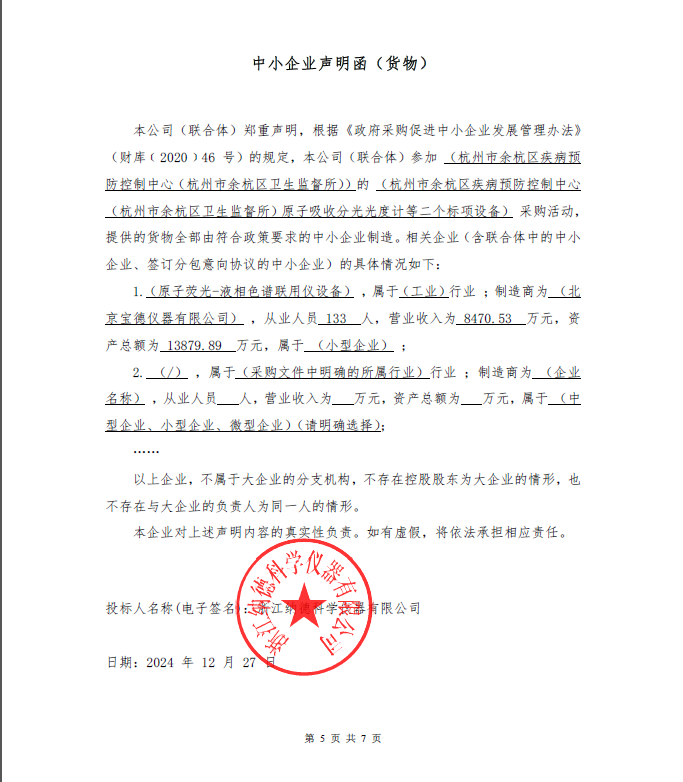 中小企业声明函（货物）
本公司（联合体）郑重声明，根据《政府采购促进中小企业发展管理办法》
（财库﹝2020﹞46 号）的规定，本公司（联合体）参加 （杭州市余杭区疾病预
防控制中心（杭州市余杭区卫生监督所））的 （杭州市余杭区疾病预防控制中心
（杭州市余杭区卫生监督所）原子吸收分光光度计等二个标项设备） 采购活动，
提供的货物全部由符合政策要求的中小企业制造。相关企业（含联合体中的中小
企业、签订分包意向协议的中小企业）的具体情况如下：
1.（原子荧光-液相色谱联用仪设备） ，属于（工业）行业 ；制造商为 （北
京宝德仪器有限公司） ，从业人员 133 人，营业收入为 8470.53 万元，资
产总额为 13879.89 万元，属于 （小型企业） ；
2. （/） ，属于（采购文件中明确的所属行业）行业 ；制造商为 （企业
名称） ，从业人员___人，营业收入为___万元，资产总额为___万元，属于 （中
型企业、小型企业、微型企业）（请明确选择）；
……
以上企业，不属于大企业的分支机构，不存在控股股东为大企业的情形，也
不存在与大企业的负责人为同一人的情形。
本企业对上述声明内容的真实性负责。如有虚假，将依法承担相应责任。
浙江纳德科学仪器有限公司
投标人名称(电子签名)：浙江纳德科学仪器有限公司
日期：2024 年 12 月 27 日
第 5 页 共 7 页